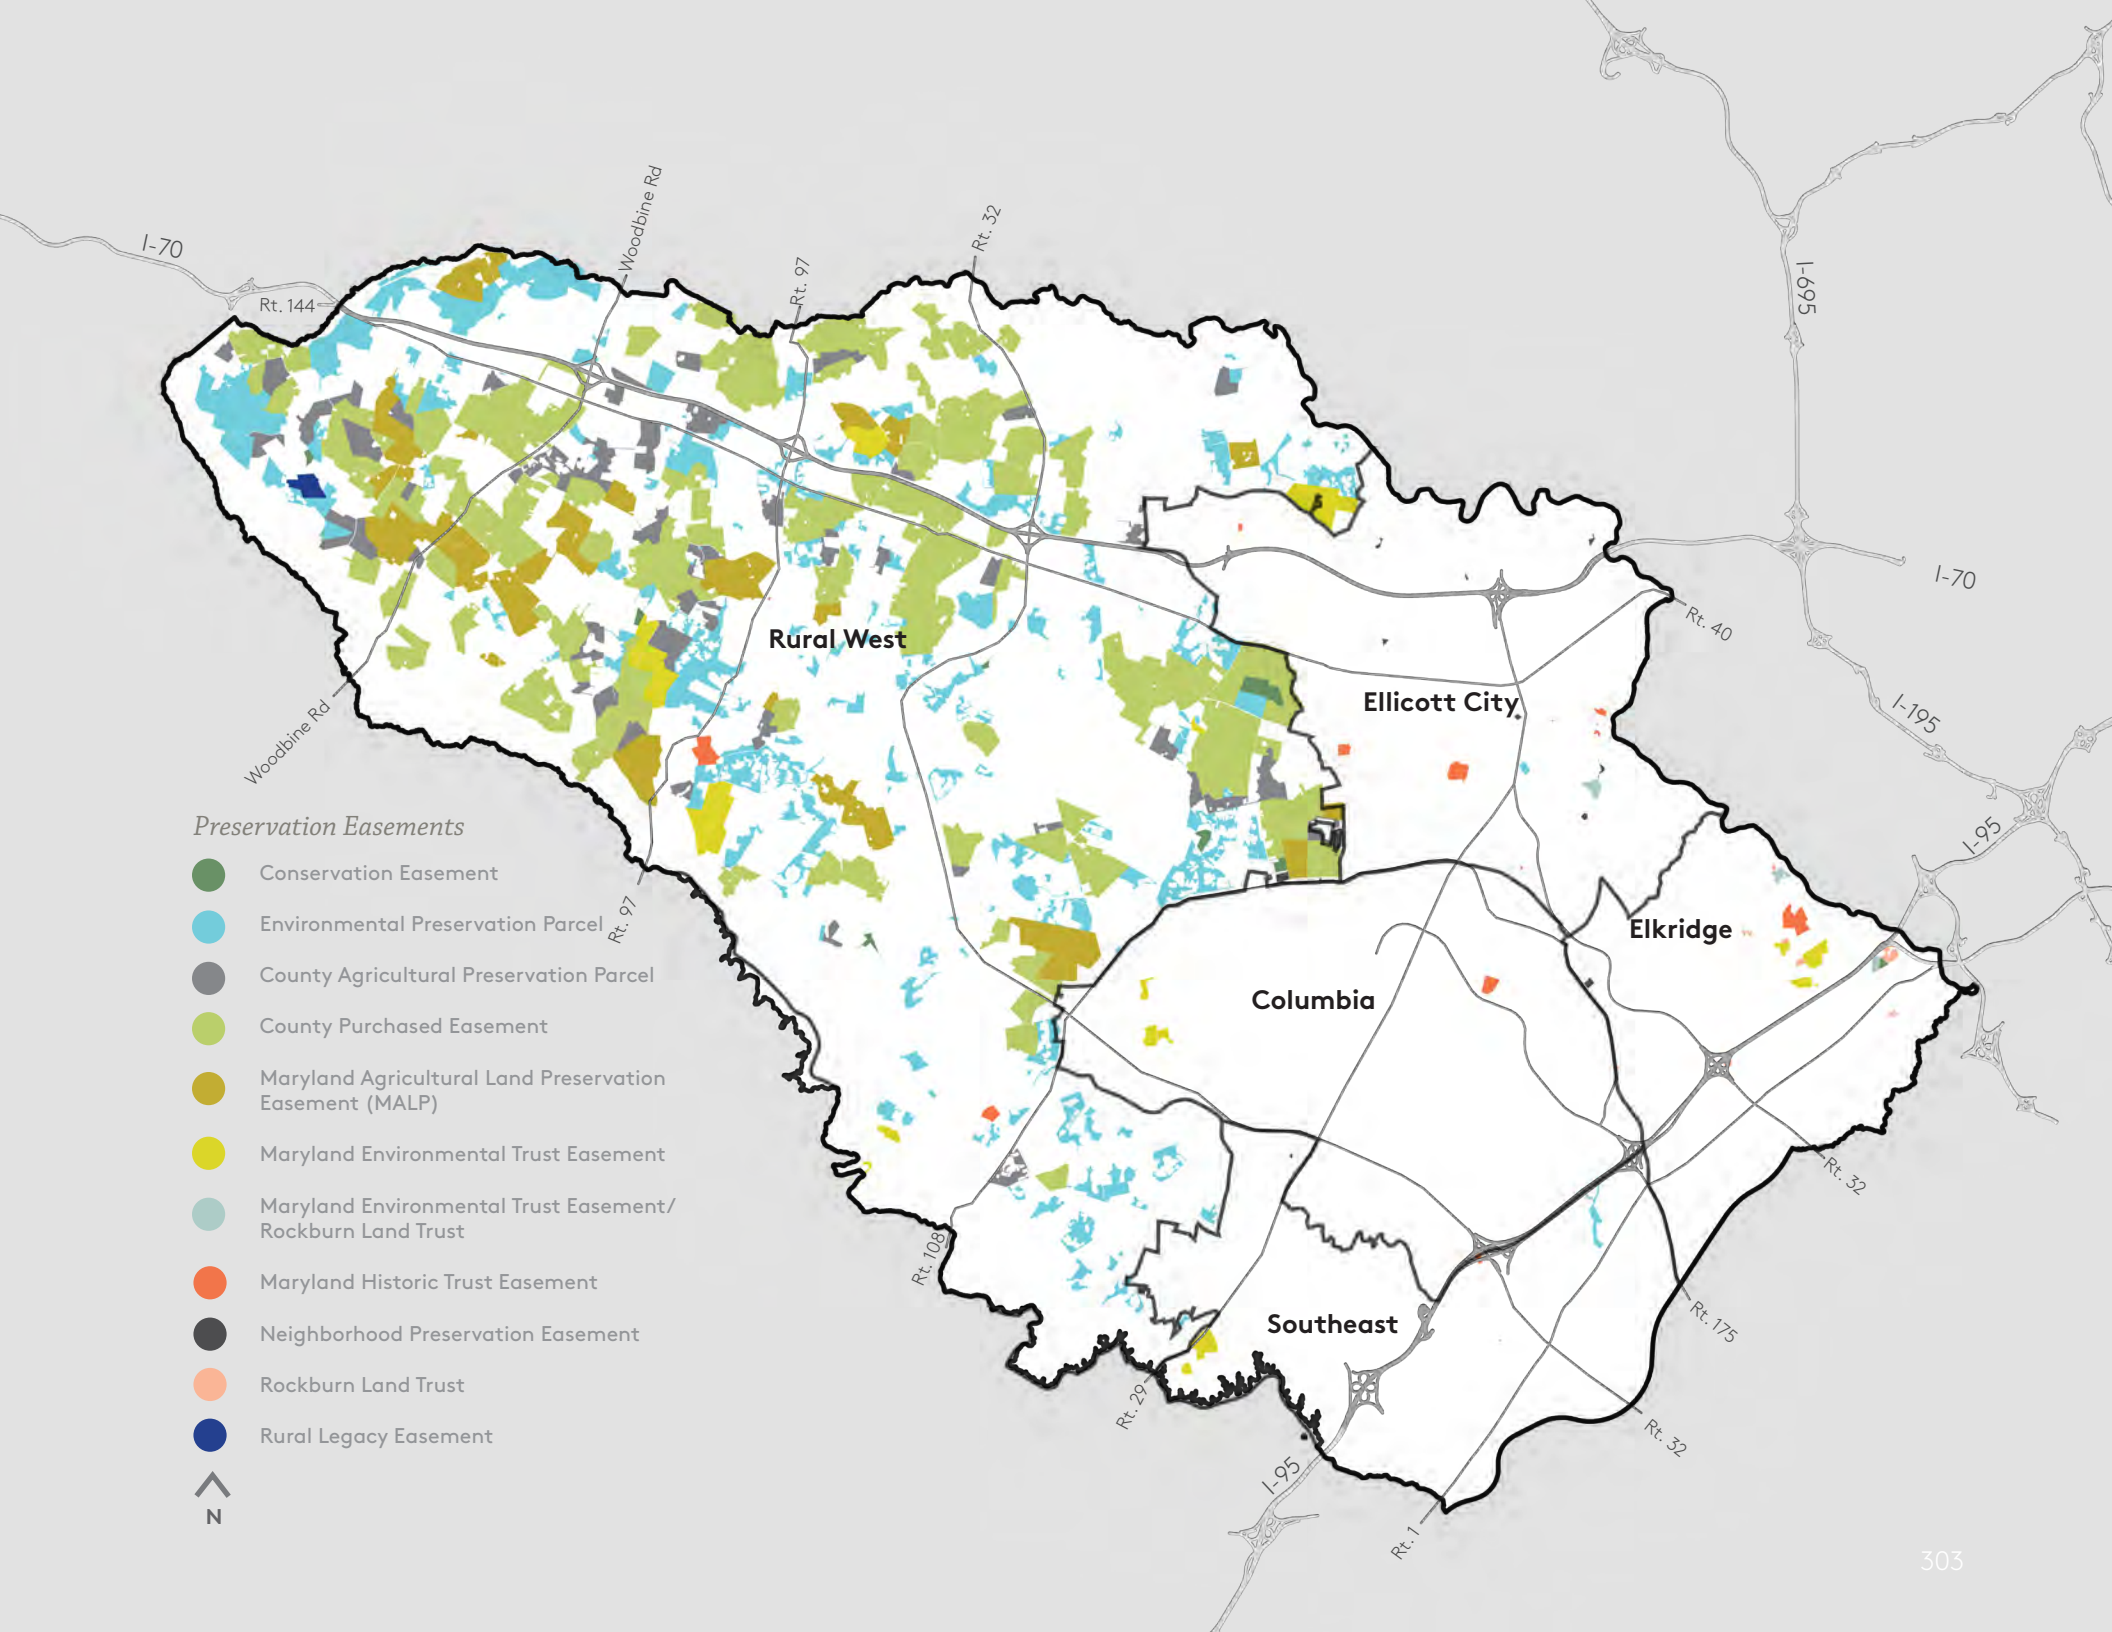 Woodbine Rd
Rt. 32
I-70
Rt. 97
Rt. 144
I-695
I-70
Rt. 40
Rural West
Ellicott City
I-195
Woodbine Rd
I-95
Preservation Easements
Conservation Easement
Environmental Preservation Parcel
County Agricultural Preservation Parcel
County Purchased Easement
Maryland Agricultural Land Preservation
Easement (MALP)
Maryland Environmental Trust Easement
Maryland Environmental Trust Easement/
Rockburn Land Trust
Maryland Historic Trust Easement
Neighborhood Preservation Easement
Rockburn Land Trust
Rural Legacy Easement
N
Rt. 97
Elkridge
Columbia
Rt. 32
Rt. 108
Southeast
Rt. 175
Rt. 29
Rt. 32
I-95
Rt. 1
303